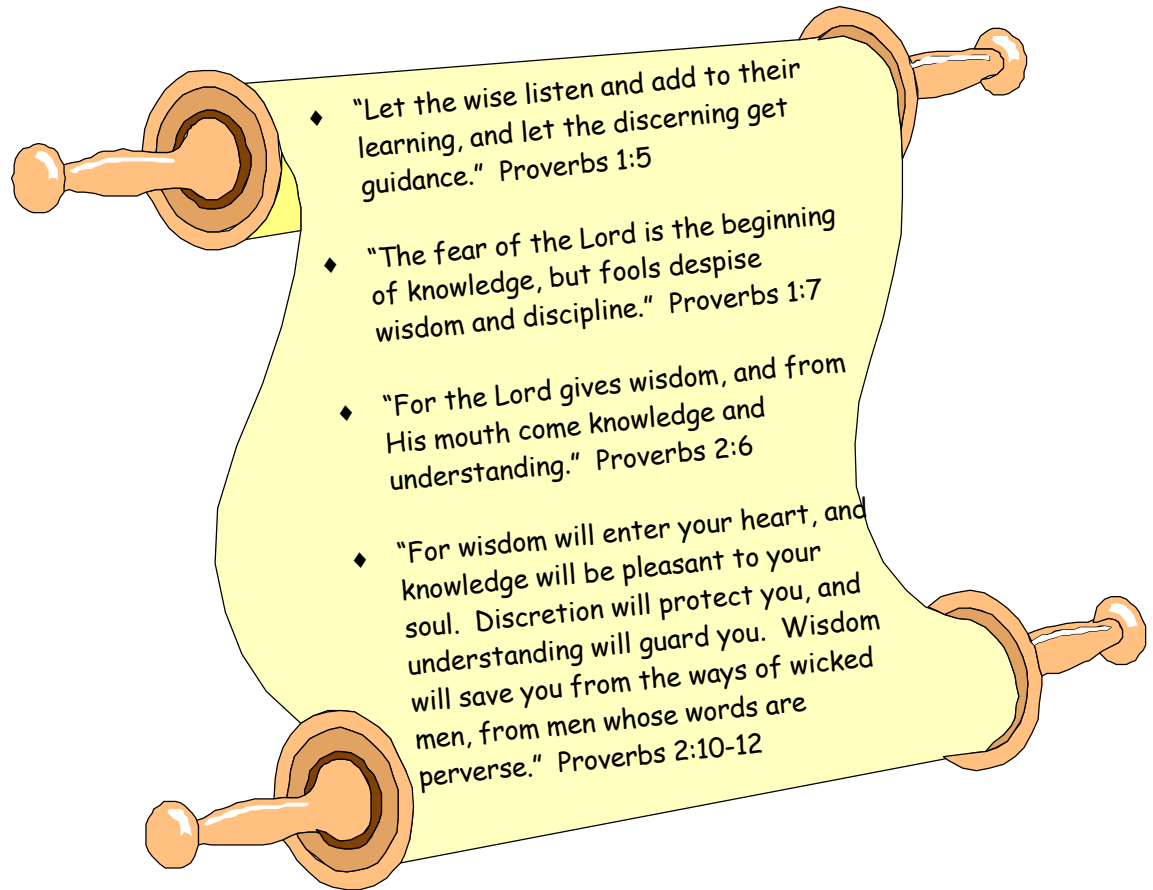 ♦ “Let the wise listen and add to their
learning, and let the discerning get
guidance.”  Proverbs 1:5
♦ “The fear of the Lord is the beginning
of knowledge, but fools despise
wisdom and discipline.”  Proverbs 1:7
♦ “For the Lord gives wisdom, and from
His mouth come knowledge and
understanding.”  Proverbs 2:6
♦ “For wisdom will enter your heart, and
knowledge will be pleasant to your
soul.  Discretion will protect you, and
understanding will guard you.  Wisdom
will save you from the ways of wicked
men, from men whose words are
perverse.”  Proverbs 2:10-12